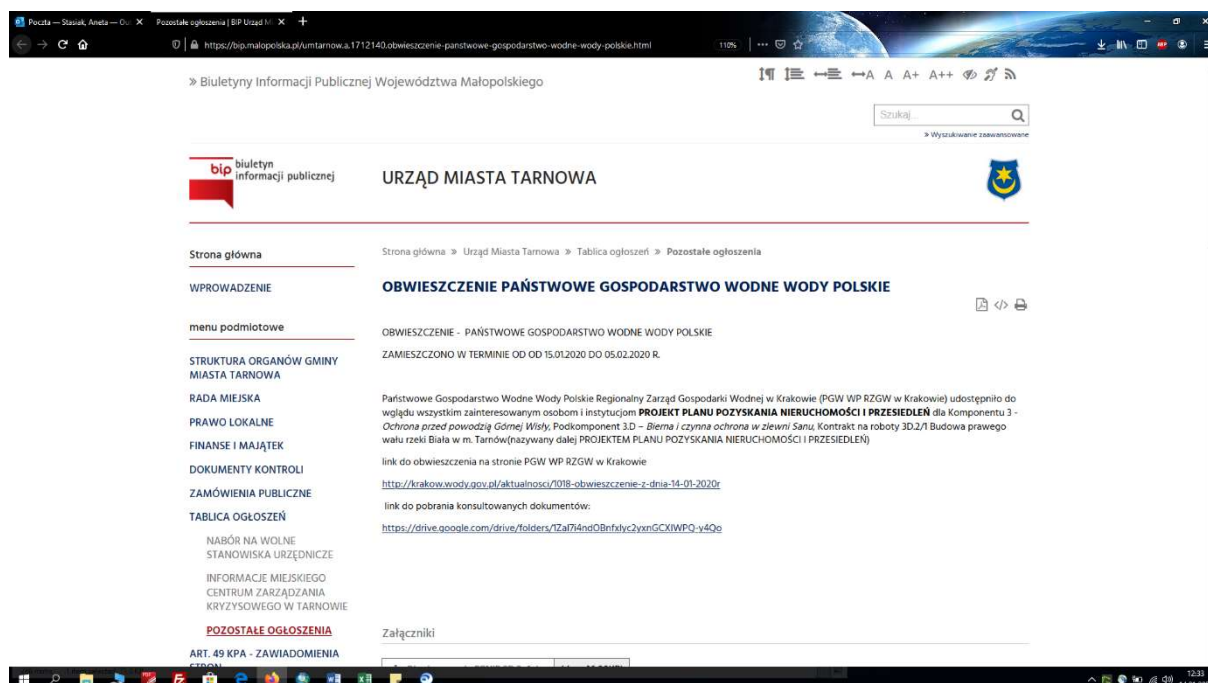 Poczta — Stasiak, Aneta — Ou
Pozostałe ogłoszenia | BIP Urząd Mi
https://bip.malopolska.pl/umtarnow,a,1712140,obwieszczenie-panstwowe-gospodarstwo-wodne-wody-polskie.html
110%
» Biuletyny Informacji Publicznej Województwa Małopolskiego
A A A+ A++
Szukaj...
» Wyszukiwanie zaawansowane
bip biuletyn
informacji publicznej
URZĄD MIASTA TARNOWA
Strona główna
WPROWADZENIE
menu podmiotowe
STRUKTURA ORGANÓW GMINY
MIASTA TARNOWA
RADA MIEJSKA
PRAWO LOKALNE
FINANSE I MAJĄTEK
DOKUMENTY KONTROLI
ZAMÓWIENIA PUBLICZNE
TABLICA OGŁOSZEŃ
NABÓR NA WOLNE
STANOWISKA URZĘDNICZE
INFORMACJE MIEJSKIEGO
CENTRUM ZARZĄDZANIA
KRYZYSOWEGO W TARNOWIE
POZOSTAŁE OGŁOSZENIA
ART. 49 KPA - ZAWIADOMIENIA
STRON
Strona główna » Urząd Miasta Tarnowa » Tablica ogłoszeń » Pozostałe ogłoszenia
OBWIESZCZENIE PAŃSTWOWE GOSPODARSTWO WODNE WODY POLSKIE
OBWIESZCZENIE - PAŃSTWOWE GOSPODARSTWO WODNE WODY POLSKIE
ZAMIESZCZONO W TERMINIE OD OD 15.01.2020 DO 05.02.2020 R.
Państwowe Gospodarstwo Wodne Wody Polskie Regionalny Zarząd Gospodarki Wodnej w Krakowie (PGW WP RZGW w Krakowie) udostępniło do
wglądu wszystkim zainteresowanym osobom i instytucjom PROJEKT PLANU POZYSKANIA NIERUCHOMOŚCI I PRZESIEDLEŃ dla Komponentu 3 -
Ochrona przed powodzią Górnej Wisły, Podkomponent 3.D – Bierna i czynna ochrona w zlewni Sanu, Kontrakt na roboty 3D.2/1 Budowa prawego
wału rzeki Biała w m. Tarnów(nazywany dalej PROJEKTEM PLANU POZYSKANIA NIERUCHOMOŚCI I PRZESIEDLEŃ)
link do obwieszczenia na stronie PGW WP RZGW w Krakowie
http://krakow.wody.gov.pl/aktualnosci/1018-obwieszczenie-z-dnia-14-01-2020r
link do pobrania konsultowanych dokumentów:
https://drive.google.com/drive/folders/1Zal7i4ndOBnfxlyc2yxnGCXIWPQ-y4Qo
Załączniki
12:33